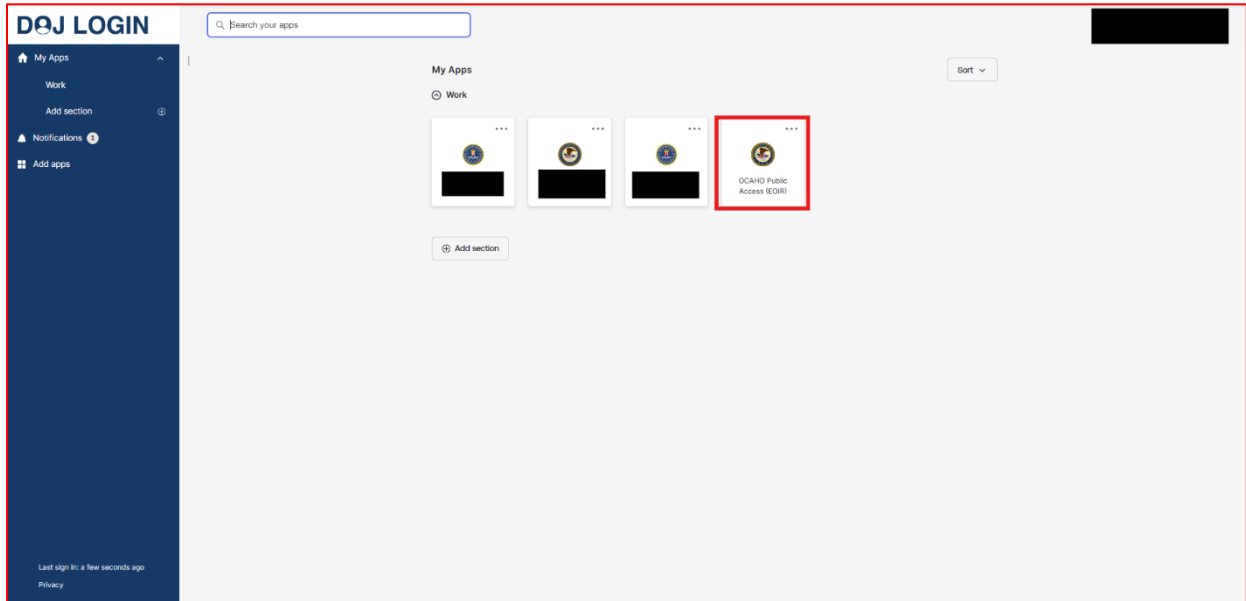 DOJ LOGIN
Search your apps
My Apps
Work
Add section
Notifications 1
Add apps
My Apps
Sort
Work
OCAHO Public
Access (EOIR)
Add section
Last sign in: a few seconds ago
Privacy